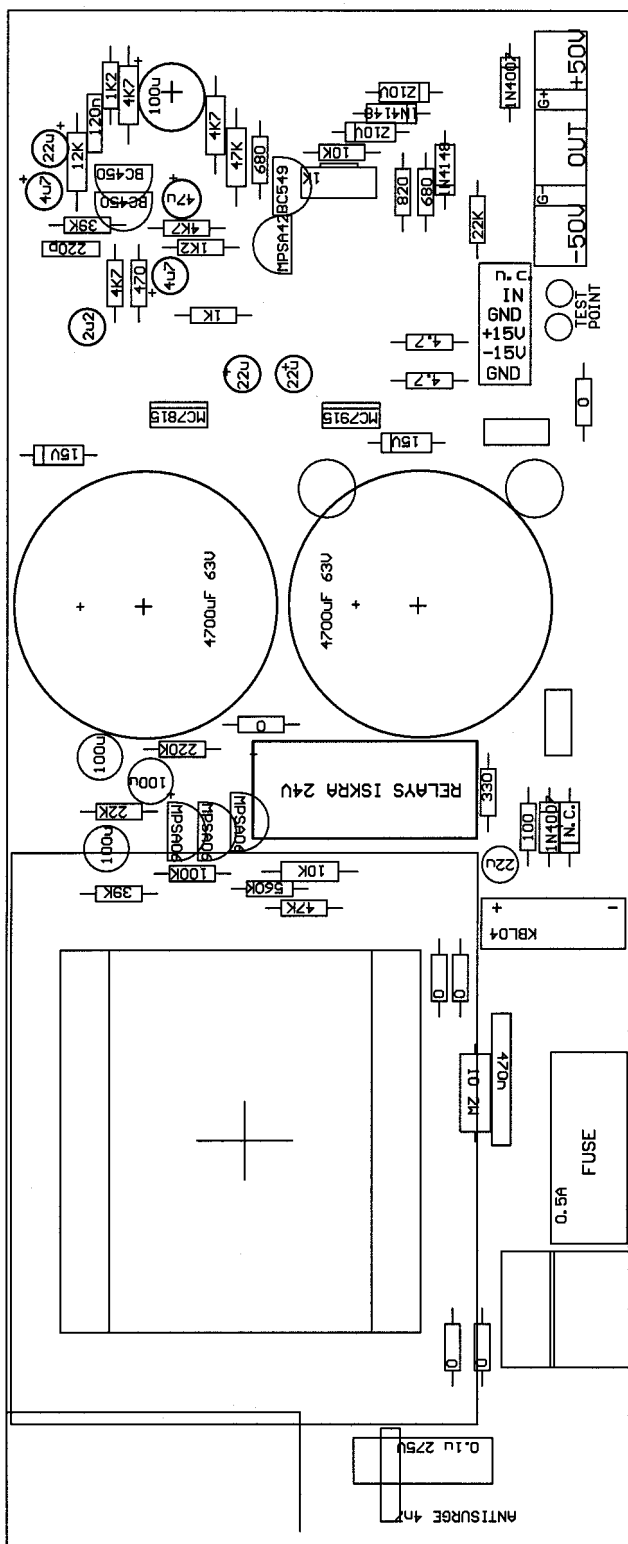 1N4007
+50V
G+
OUT
G-
-50V
1K2
4K7
120n
100u
22u
12K
4u7
BC450
BC450
4K7
47K
680
Z10V
1N4148
Z10V
10K
1K
BC549
MPSA42
820
680
1N4148
39K
47u
4K7
1K2
220p
22K
4K7
470
4u7
2u2
1K
n.c.
IN
GND
+15V
-15V
GND
TEST
POINT
4.7
4.7
22u
22u
0
MC7815
MC7915
15V
15V
4700uF 63V
4700uF 63V
0
220K
100u
100u
RELAYS ISKRA 24V
330
22K
MPSA06
MPSA06
MPSA06
100u
100
1N4007
N.C.
100K
10K
560K
39K
47K
22u
KBL04
0
0
470n
10 2W
FUSE
0.5A
0
0
0.1u 275V
ANTISURGE 4n7